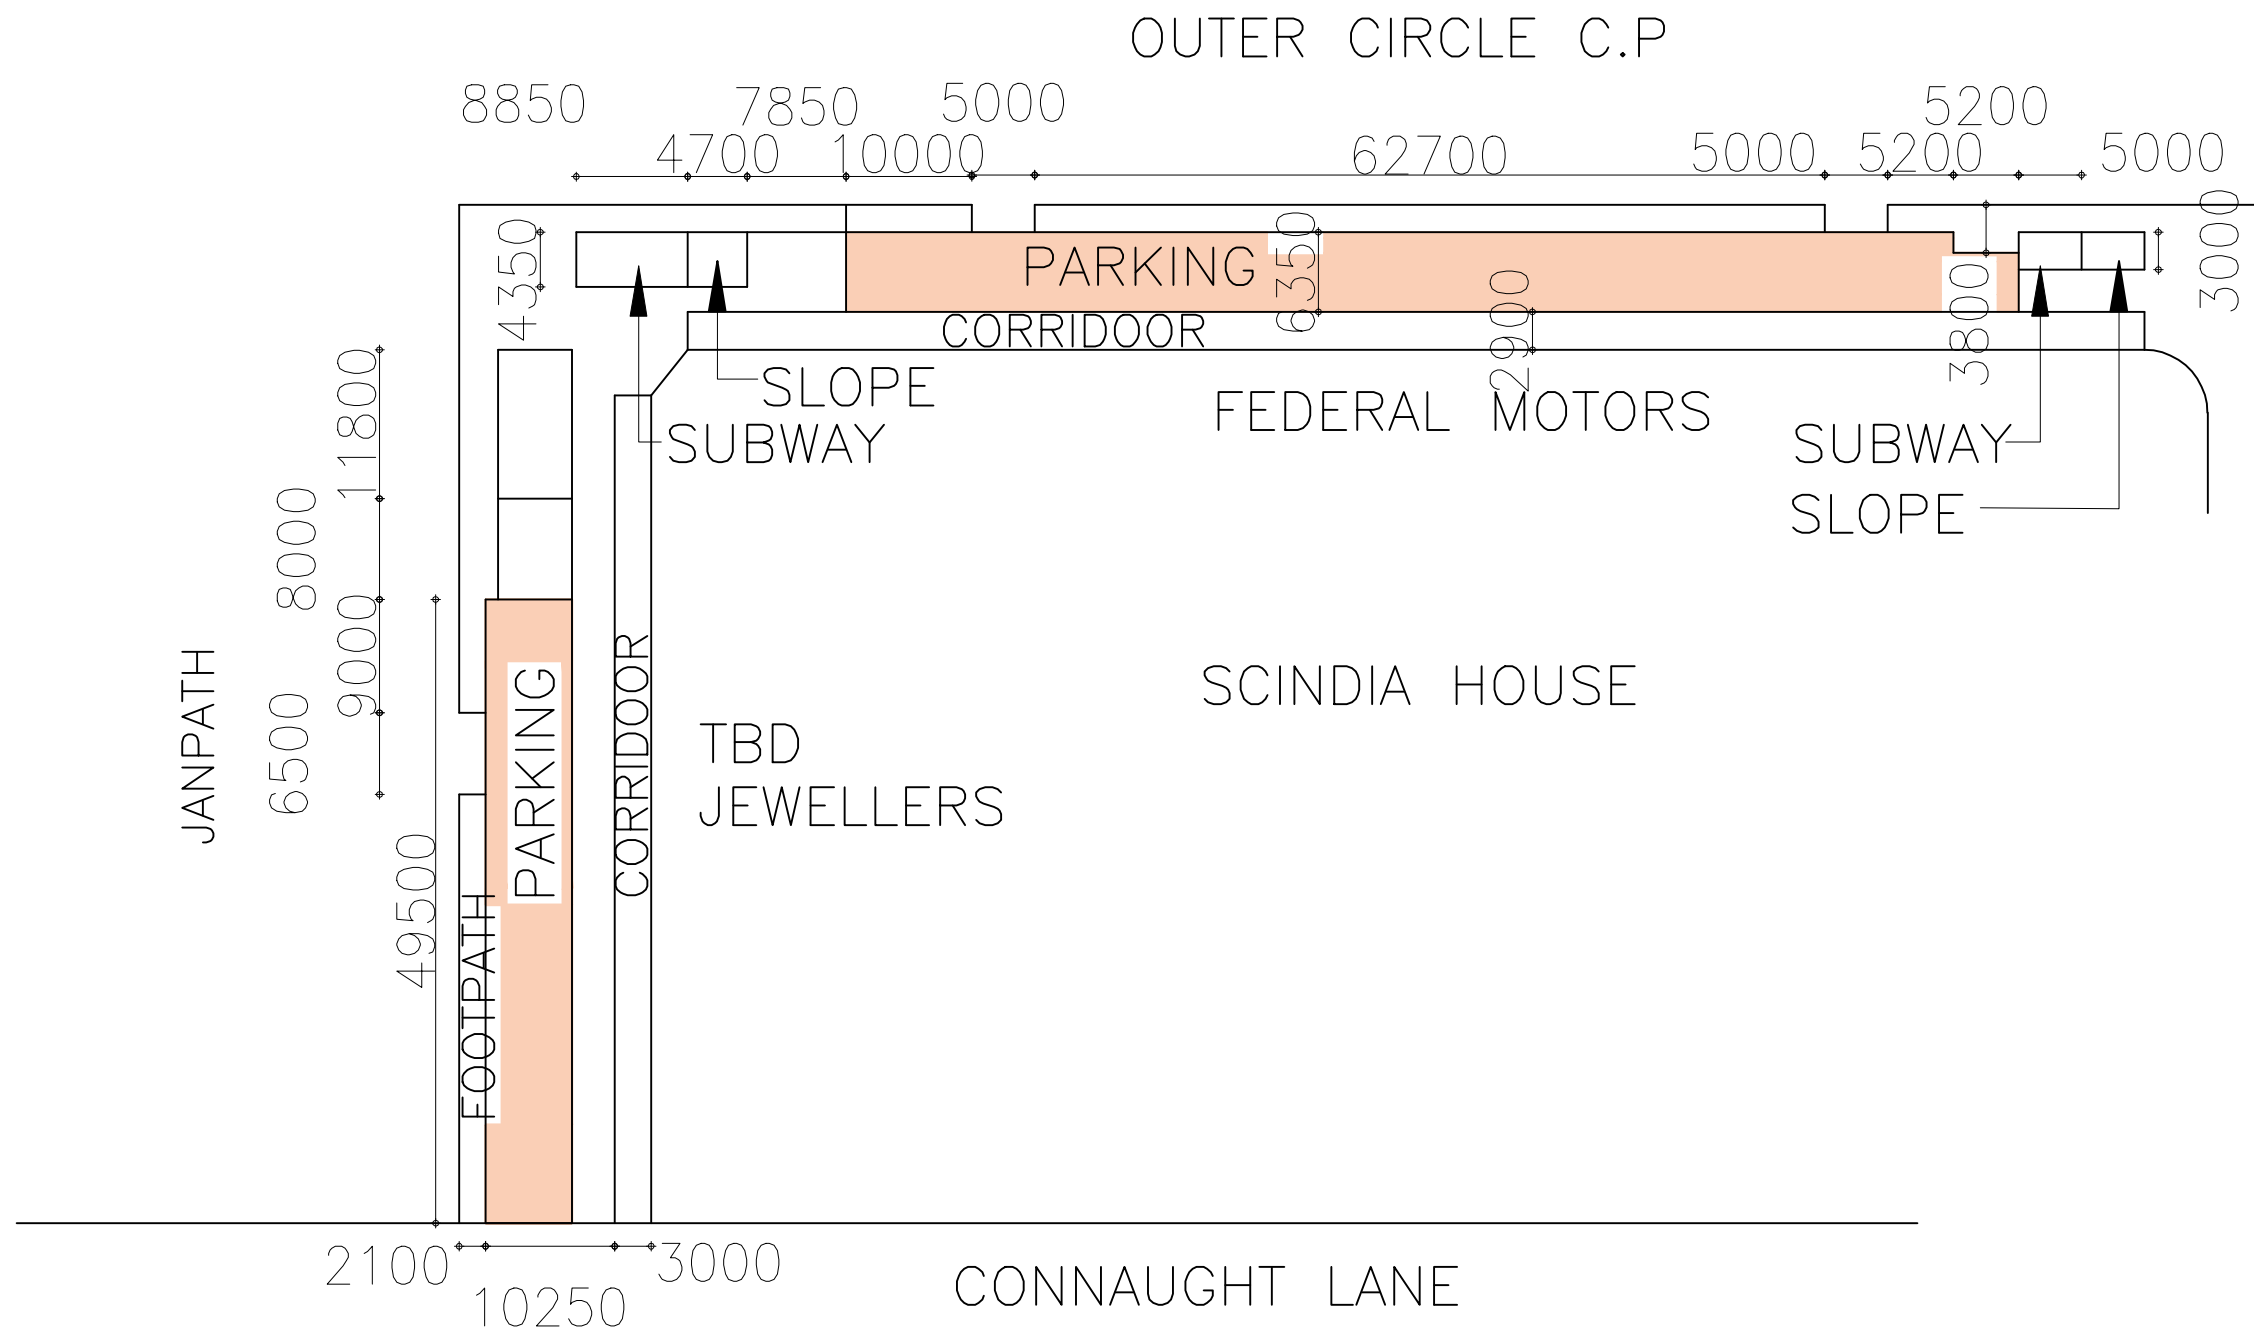 OUTER CIRCLE C.P
8850
7850
5000
5200
4700
10000
62700
5000
5200
5000
4350
PARKING
6350
3000
CORRIDOOR
2900
3800
11800
SLOPE
SUBWAY
FEDERAL MOTORS
SUBWAY
SLOPE
8000
9000
6500
JANPATH
PARKING
CORRIDOOR
SCINDIA HOUSE
TBD
JEWELLERS
49500
FOOTPATH
2100
10250
3000
CONNAUGHT LANE